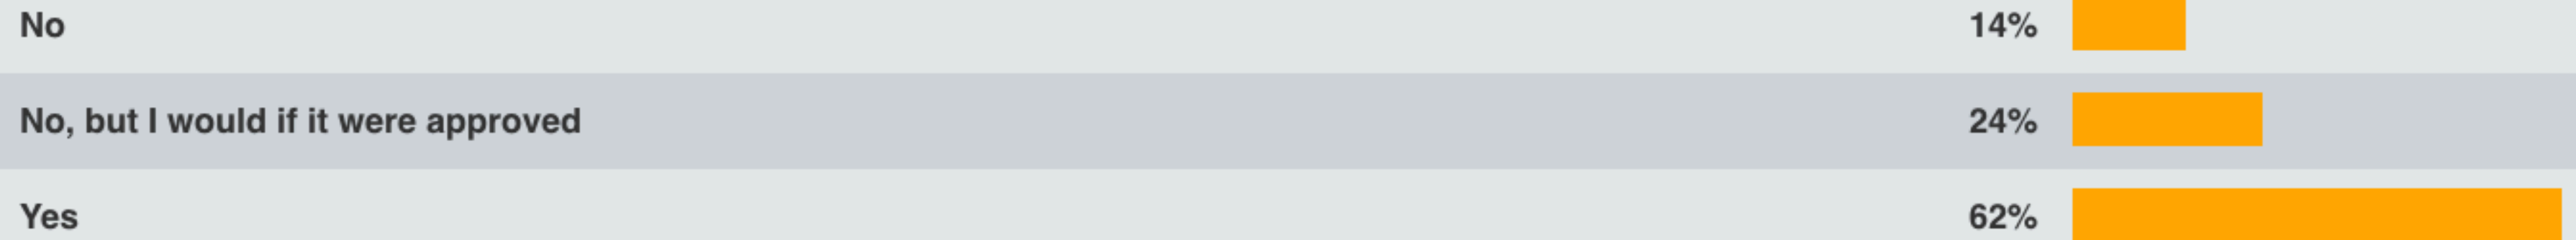 No 14%
No, but I would if it were approved 24%
Yes 62%